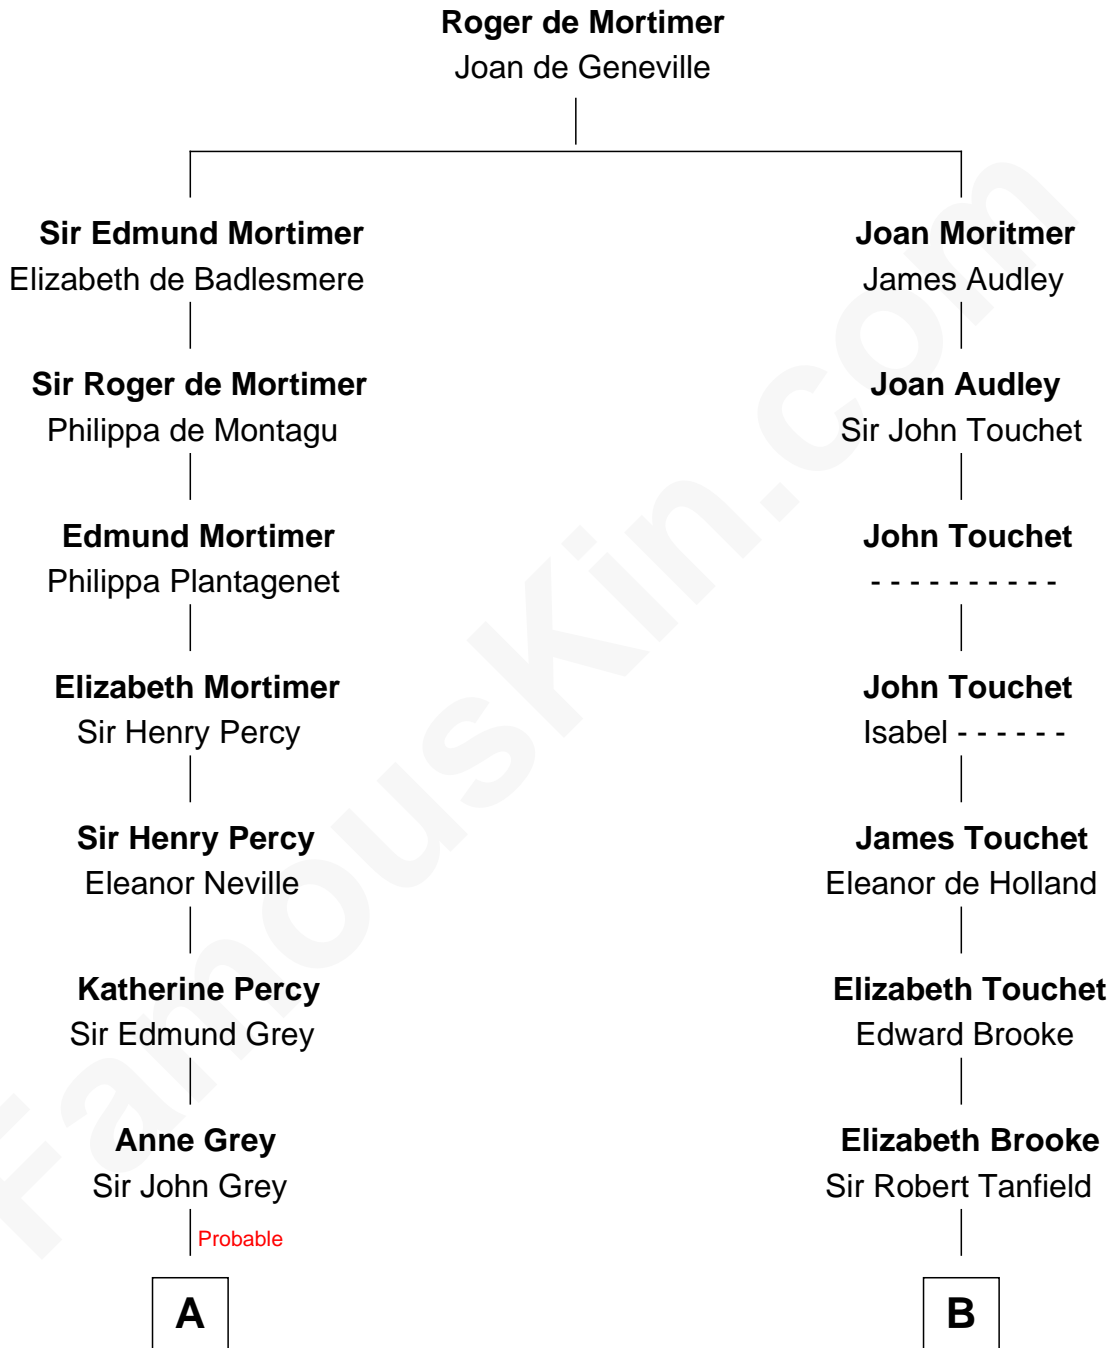 Roger de Mortimer
Joan de Geneville
Sir Edmund Mortimer
Elizabeth de Badlesmere
Joan Moritmer
James Audley
Sir Roger de Mortimer
Philippa de Montagu
Joan Audley
Sir John Touchet
Edmund Mortimer
Philippa Plantagenet
John Touchet
- - - - - - - - - -
Elizabeth Mortimer
Sir Henry Percy
John Touchet
Isabel - - - - - -
Sir Henry Percy
Eleanor Neville
James Touchet
Eleanor de Holland
Katherine Percy
Sir Edmund Grey
Elizabeth Touchet
Edward Brooke
Anne Grey
Sir John Grey
Probable
Elizabeth Brooke
Sir Robert Tanfield
A
B
FamousKin.com